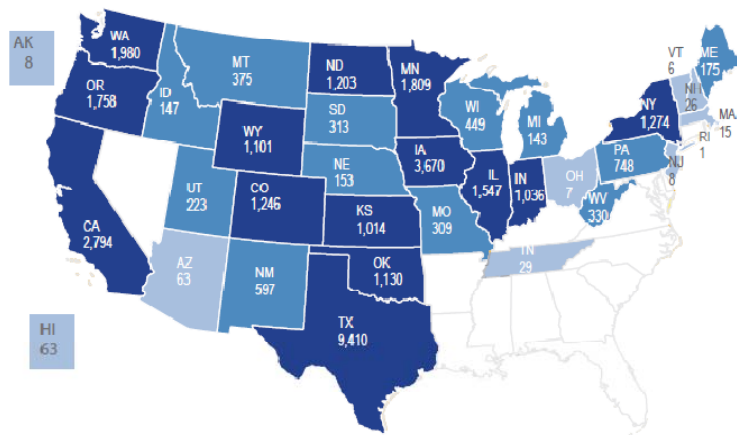 WA
1,980
AK
8
OR
1,758
ID
147
MT
375
ND
1,203
MN
1,809
VT
6
ME
175
NH
26
NY
1,274
MA
15
RI
1
WI
449
MI
143
SD
313
WY
1,101
IA
3,670
PA
748
NJ
8
NE
153
IL
1,547
IN
1,036
OH
7
WV
330
UT
223
CO
1,246
CA
2,794
KS
1,014
MO
309
TN
29
AZ
63
NM
597
OK
1,130
TX
9,410
HI
63